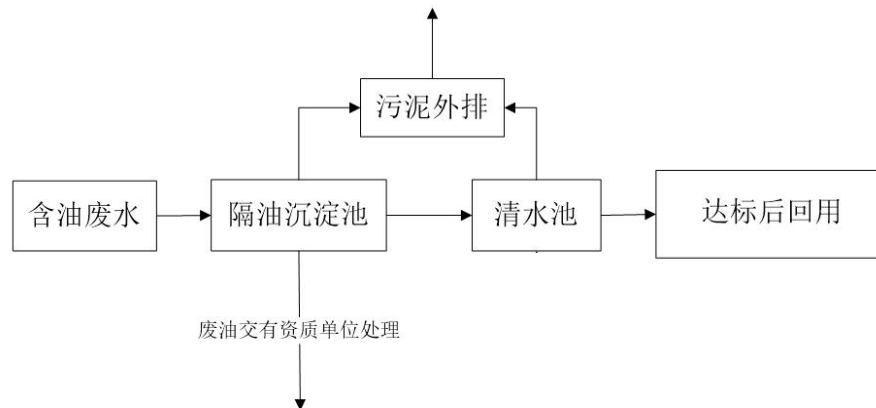 污泥外排
含油废水
隔油沉淀池
清水池
达标后回用
废油交有资质单位处理